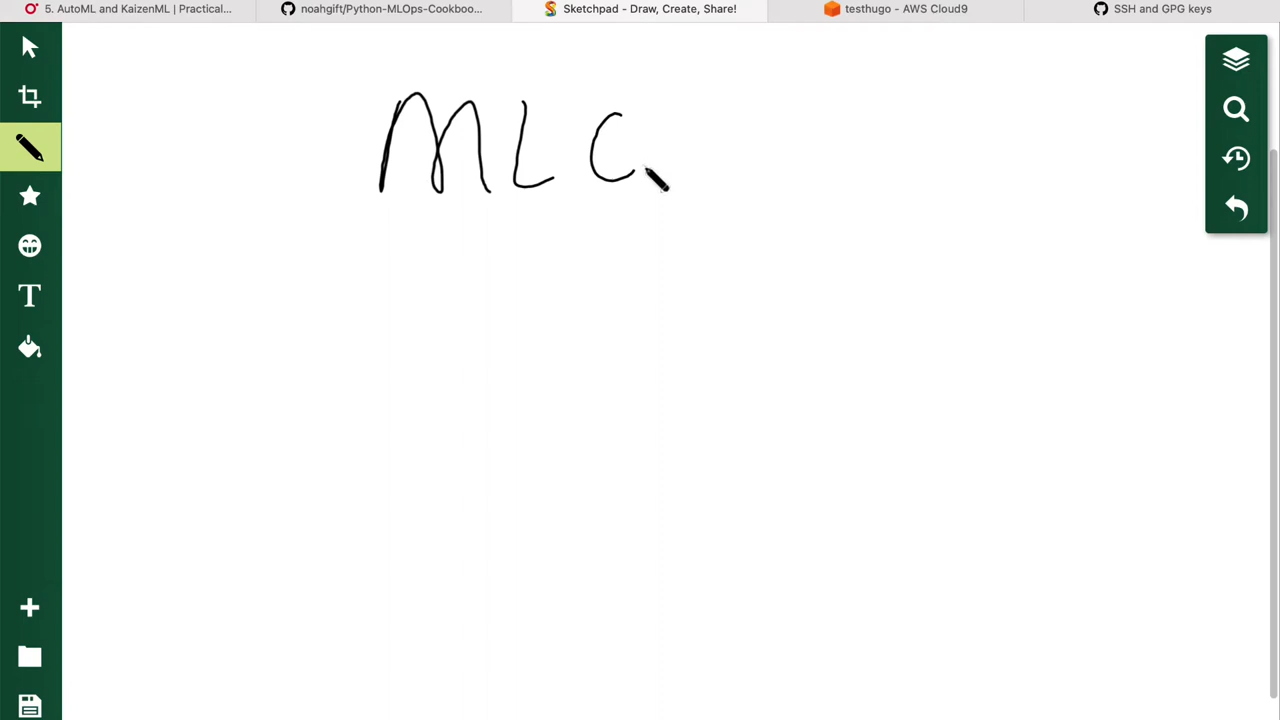 5. AutoML and KaizenML | Practical...
noahgift/Python-MLOps-Cookboo...
Sketchpad - Draw, Create, Share!
testhugo - AWS Cloud9
SSH and GPG keys
MLC
T